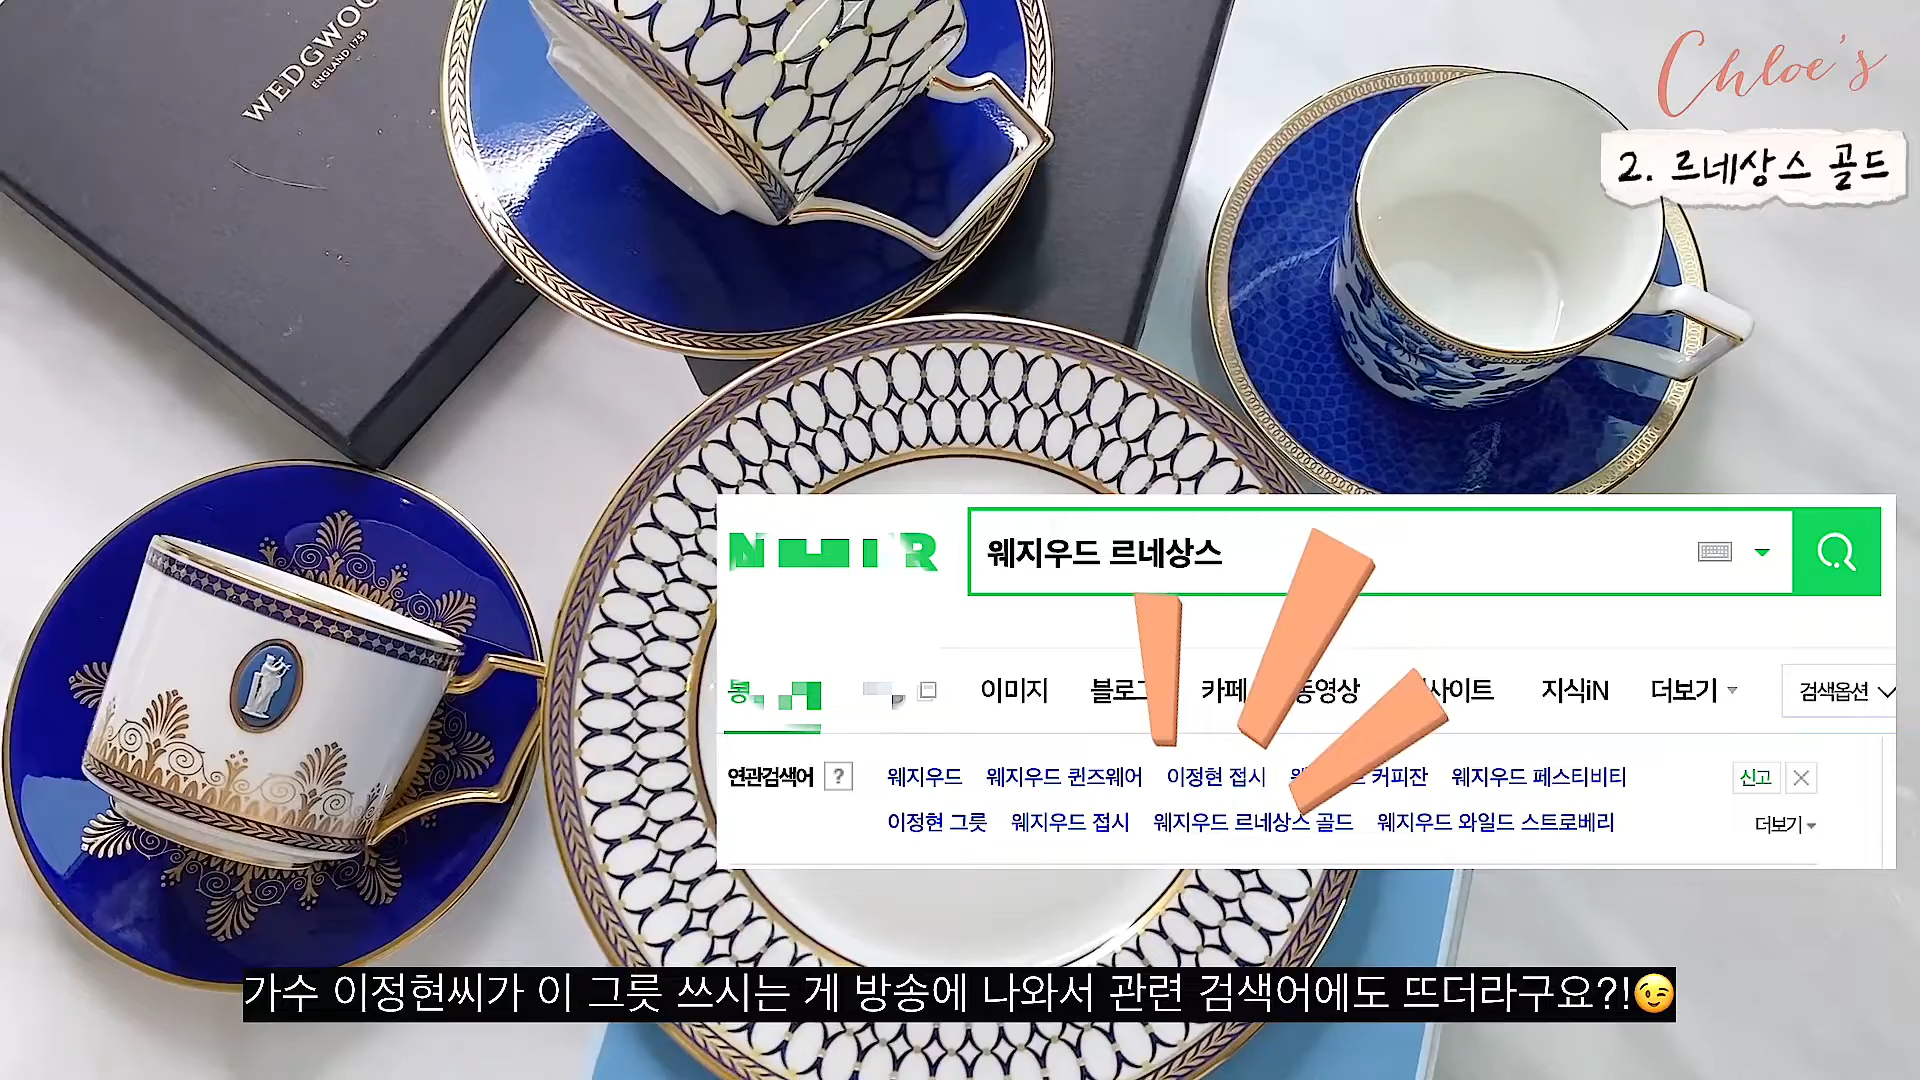 WEDGWOOD
ENGLAND 1759
Chloe's
2. 르네상스 골드
웨지우드 르네상스
이미지 블로그 카페 동영상 사이트 지식iN 더보기 검색옵션
연관검색어 ? 웨지우드 웨지우드 퀸즈웨어 이정현 접시 커피잔 웨지우드 페스티비티 신고
이정현 그릇 웨지우드 접시 웨지우드 르네상스 골드 웨지우드 와일드 스트로베리 더보기
가수 이정현씨가 이 그릇 쓰시는 게 방송에 나와서 관련 검색어에도 뜨더라구요?!😉